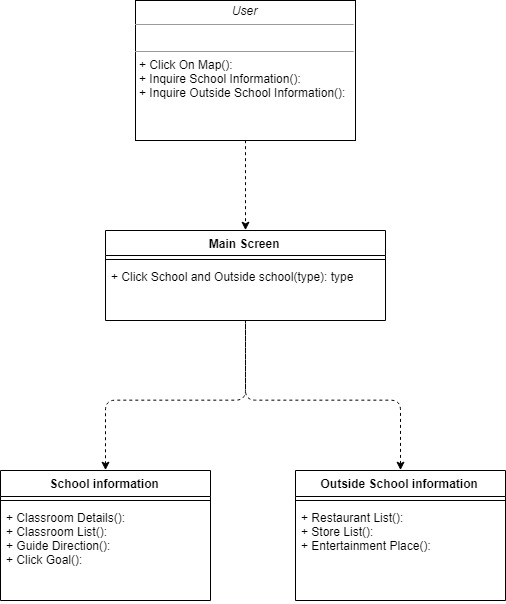 User
+ Click On Map():
+ Inquire School Information():
+ Inquire Outside School Information():
Main Screen
+ Click School and Outside school(type): type
School information
+ Classroom Details():
+ Classroom List():
+ Guide Direction():
+ Click Goal():
Outside School information
+ Restaurant List():
+ Store List():
+ Entertainment Place():